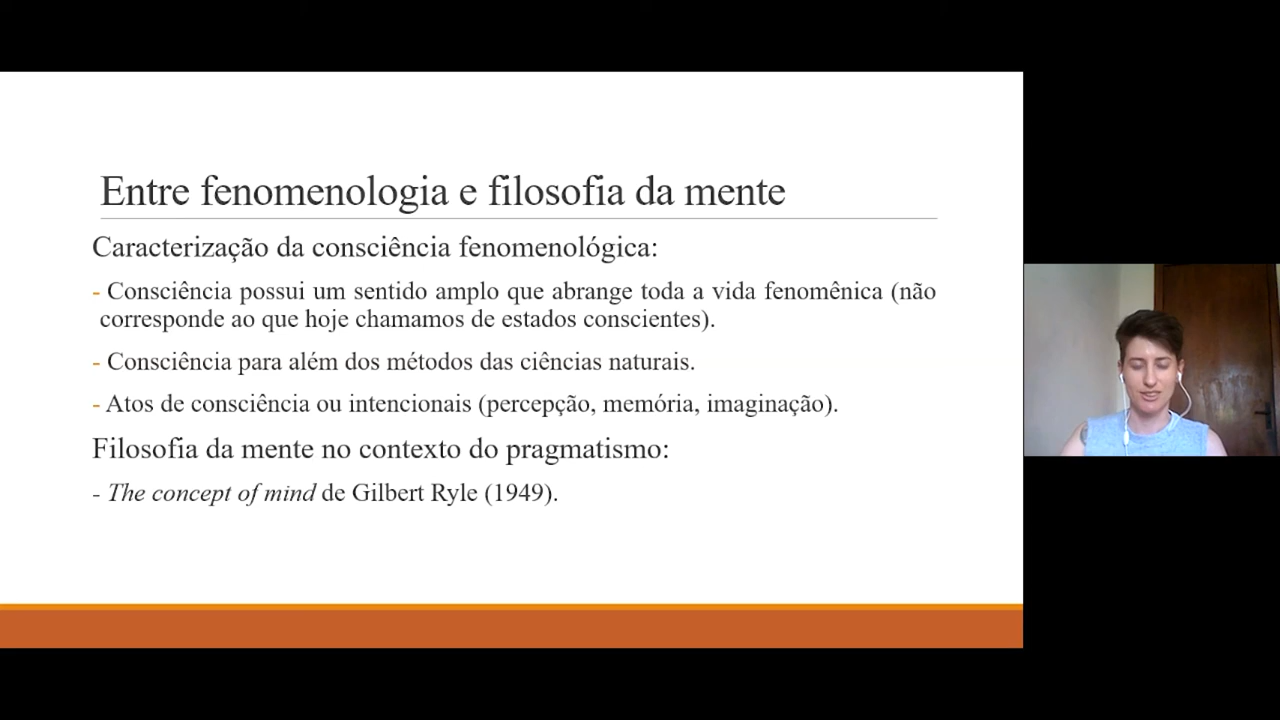 Entre fenomenologia e filosofia da mente
Caracterização da consciência fenomenológica:
- Consciência possui um sentido amplo que abrange toda a vida fenomênica (não
corresponde ao que hoje chamamos de estados conscientes).
- Consciência para além dos métodos das ciências naturais.
- Atos de consciência ou intencionais (percepção, memória, imaginação).
Filosofia da mente no contexto do pragmatismo:
- The concept of mind de Gilbert Ryle (1949).